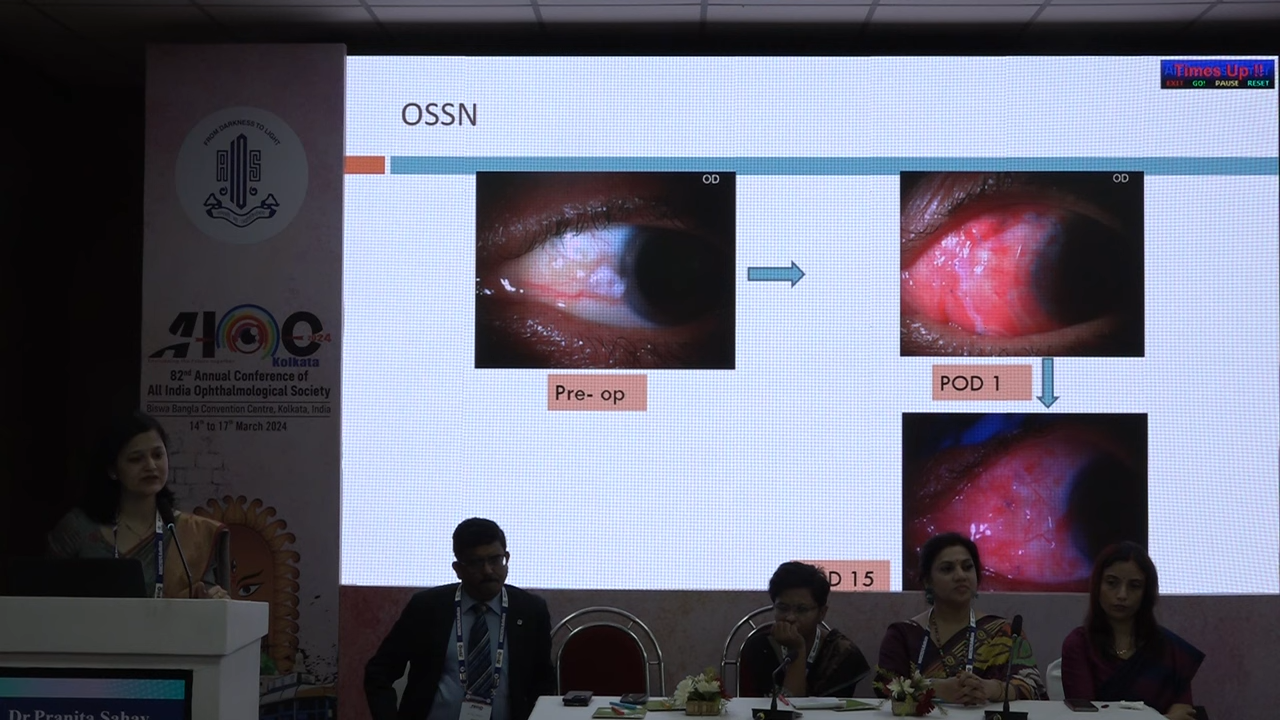 Times Up !!
EXIT GO! PAUSE RESET
OSSN
OD
OD
Pre- op
POD 1
D 15
FROM DARKNESS TO LIGHT
AIOS
AIOC 2024
Kolkata
82nd Annual Conference of
All India Ophthalmological Society
Biswa Bangla Convention Centre, Kolkata, India
14th to 17th March 2024
Dr Pranita Sahay